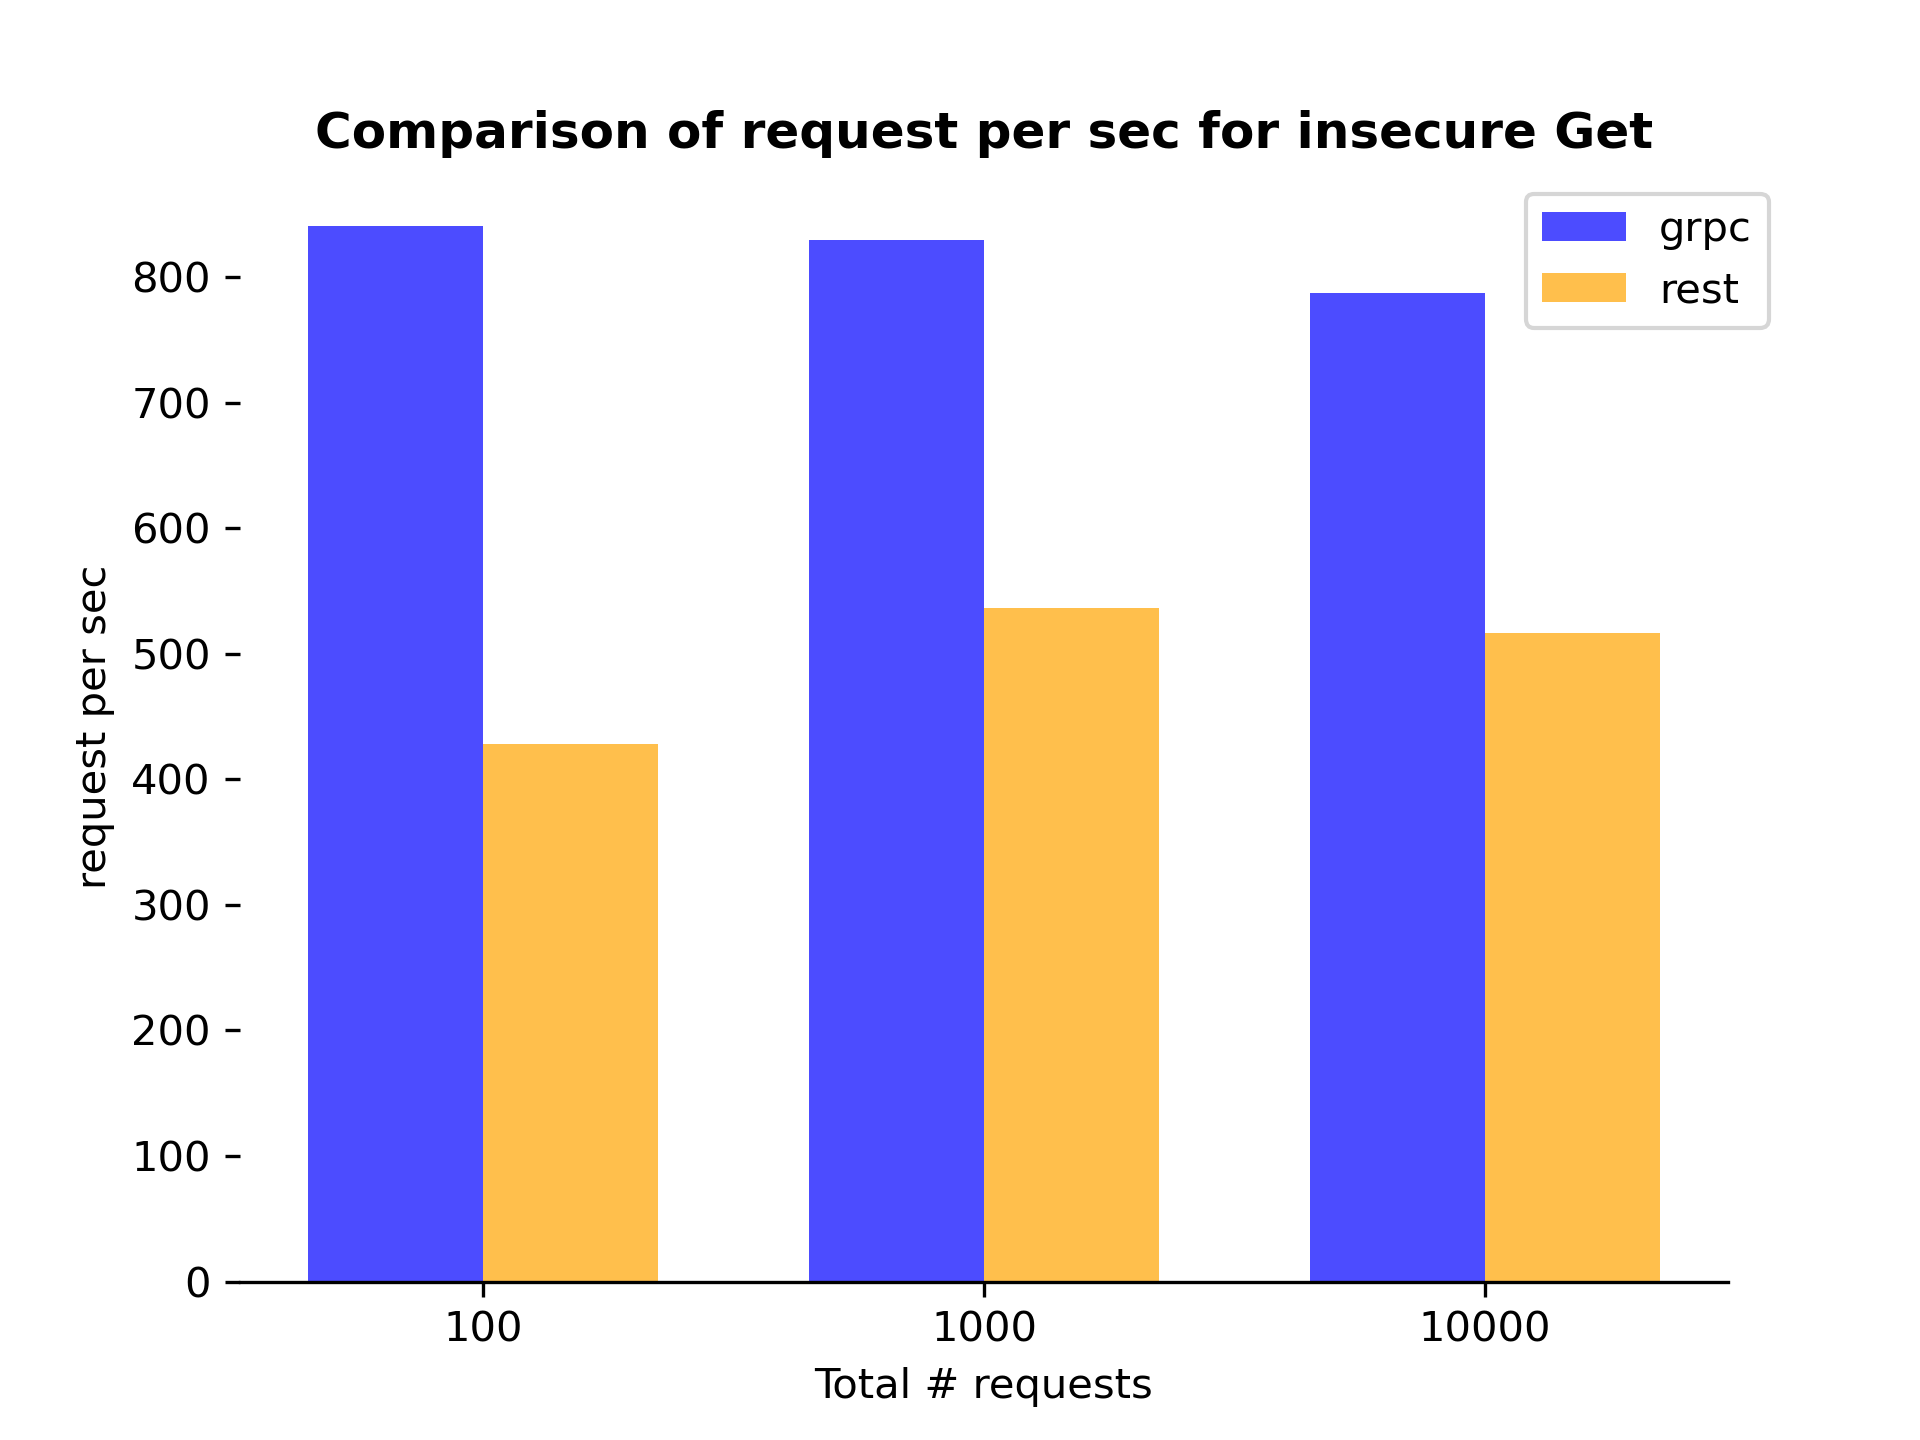 Comparison of request per sec for insecure Get
grpc
rest
request per sec
800
700
600
500
400
300
200
100
0
100 1000 10000
Total # requests